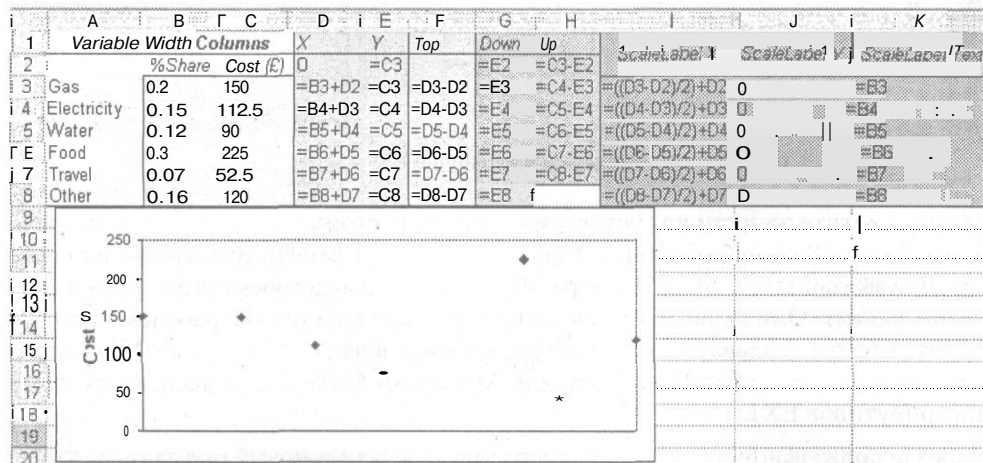 A B C D E F G H J K
1 Variable Width Columns X Y Top Down Up ScaleLabel ScaleLabel Y ScaleLabel Text
2 %Share Cost (£) 0 =C3 =E2 =C3-E2
3 Gas 0.2 150 =B3+D2 =C3 =D3-D2 =E3 =C4-E3 =((D3-D2)/2)+D2 0 =B3
4 Electricity 0.15 112.5 =B4+D3 =C4 =D4-D3 =E4 =C5-E4 =((D4-D3)/2)+D3 0 =B4
5 Water 0.12 90 =B5+D4 =C5 =D5-D4 =E5 =C6-E5 =((D5-D4)/2)+D4 0 =B5
Food 0.3 225 =B6+D5 =C6 =D6-D5 =E6 =C7-E6 =((D6-D5)/2)+D5 O =B6
7 Travel 0.07 52.5 =B7+D6 =C7 =D7-D6 =E7 =C8-E7 =((D7-D6)/2)+D6 0 =B7
8 Other 0.16 120 =B8+D7 =C8 =D8-D7 =E8 =((D8-D7)/2)+D7 D =B8
9
10 250
11
12 200
13
14 150
15 100
16
17 50
18
19 0
20
Cost